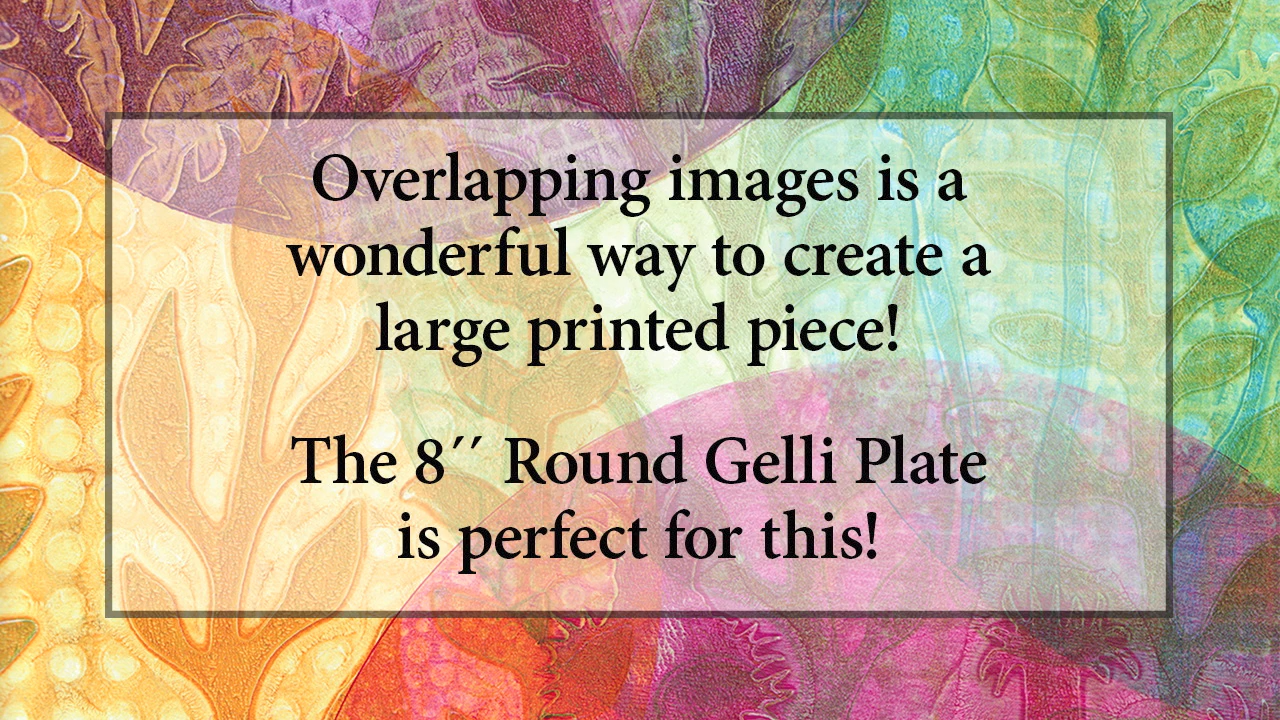 Overlapping images is a
wonderful way to create a
large printed piece!
The 8´´ Round Gelli Plate
is perfect for this!